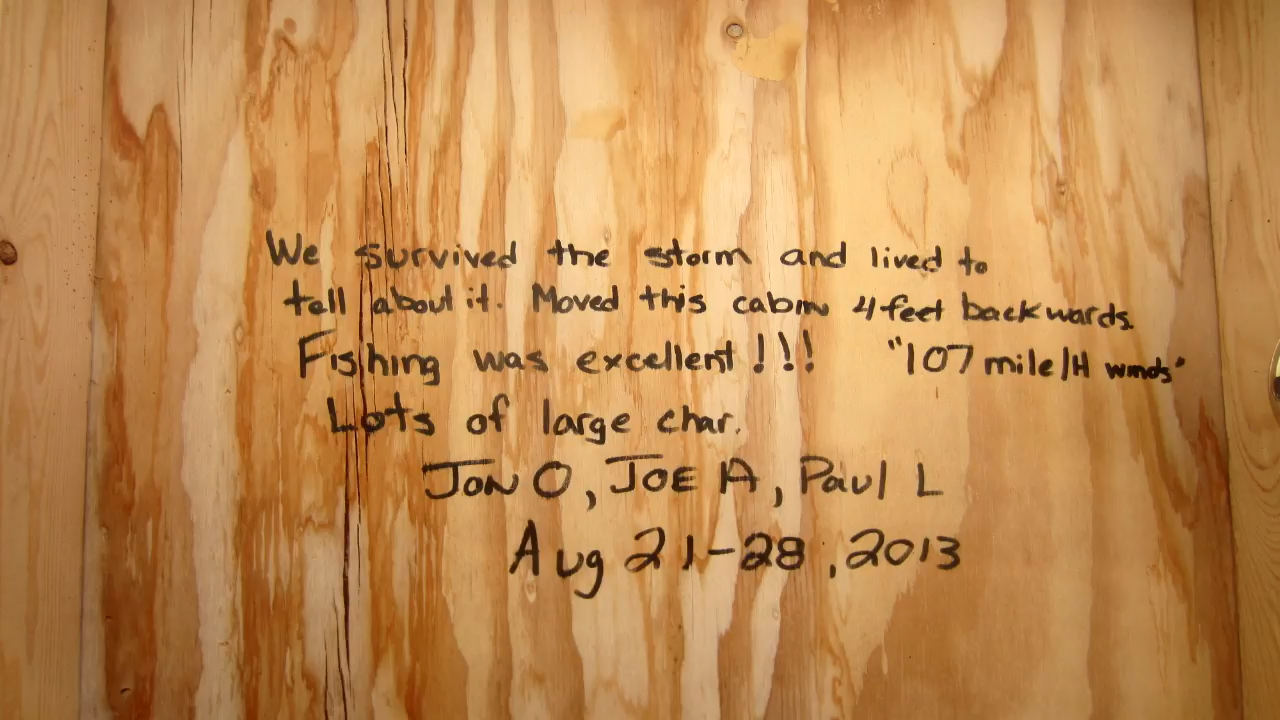 We survived the storm and lived to
tell about it. Moved this cabin 4 feet backwards.
Fishing was excellent!!! "107 mile/H winds"
Lots of large char.
JON O, JOE A, Paul L
Aug 21-28, 2013